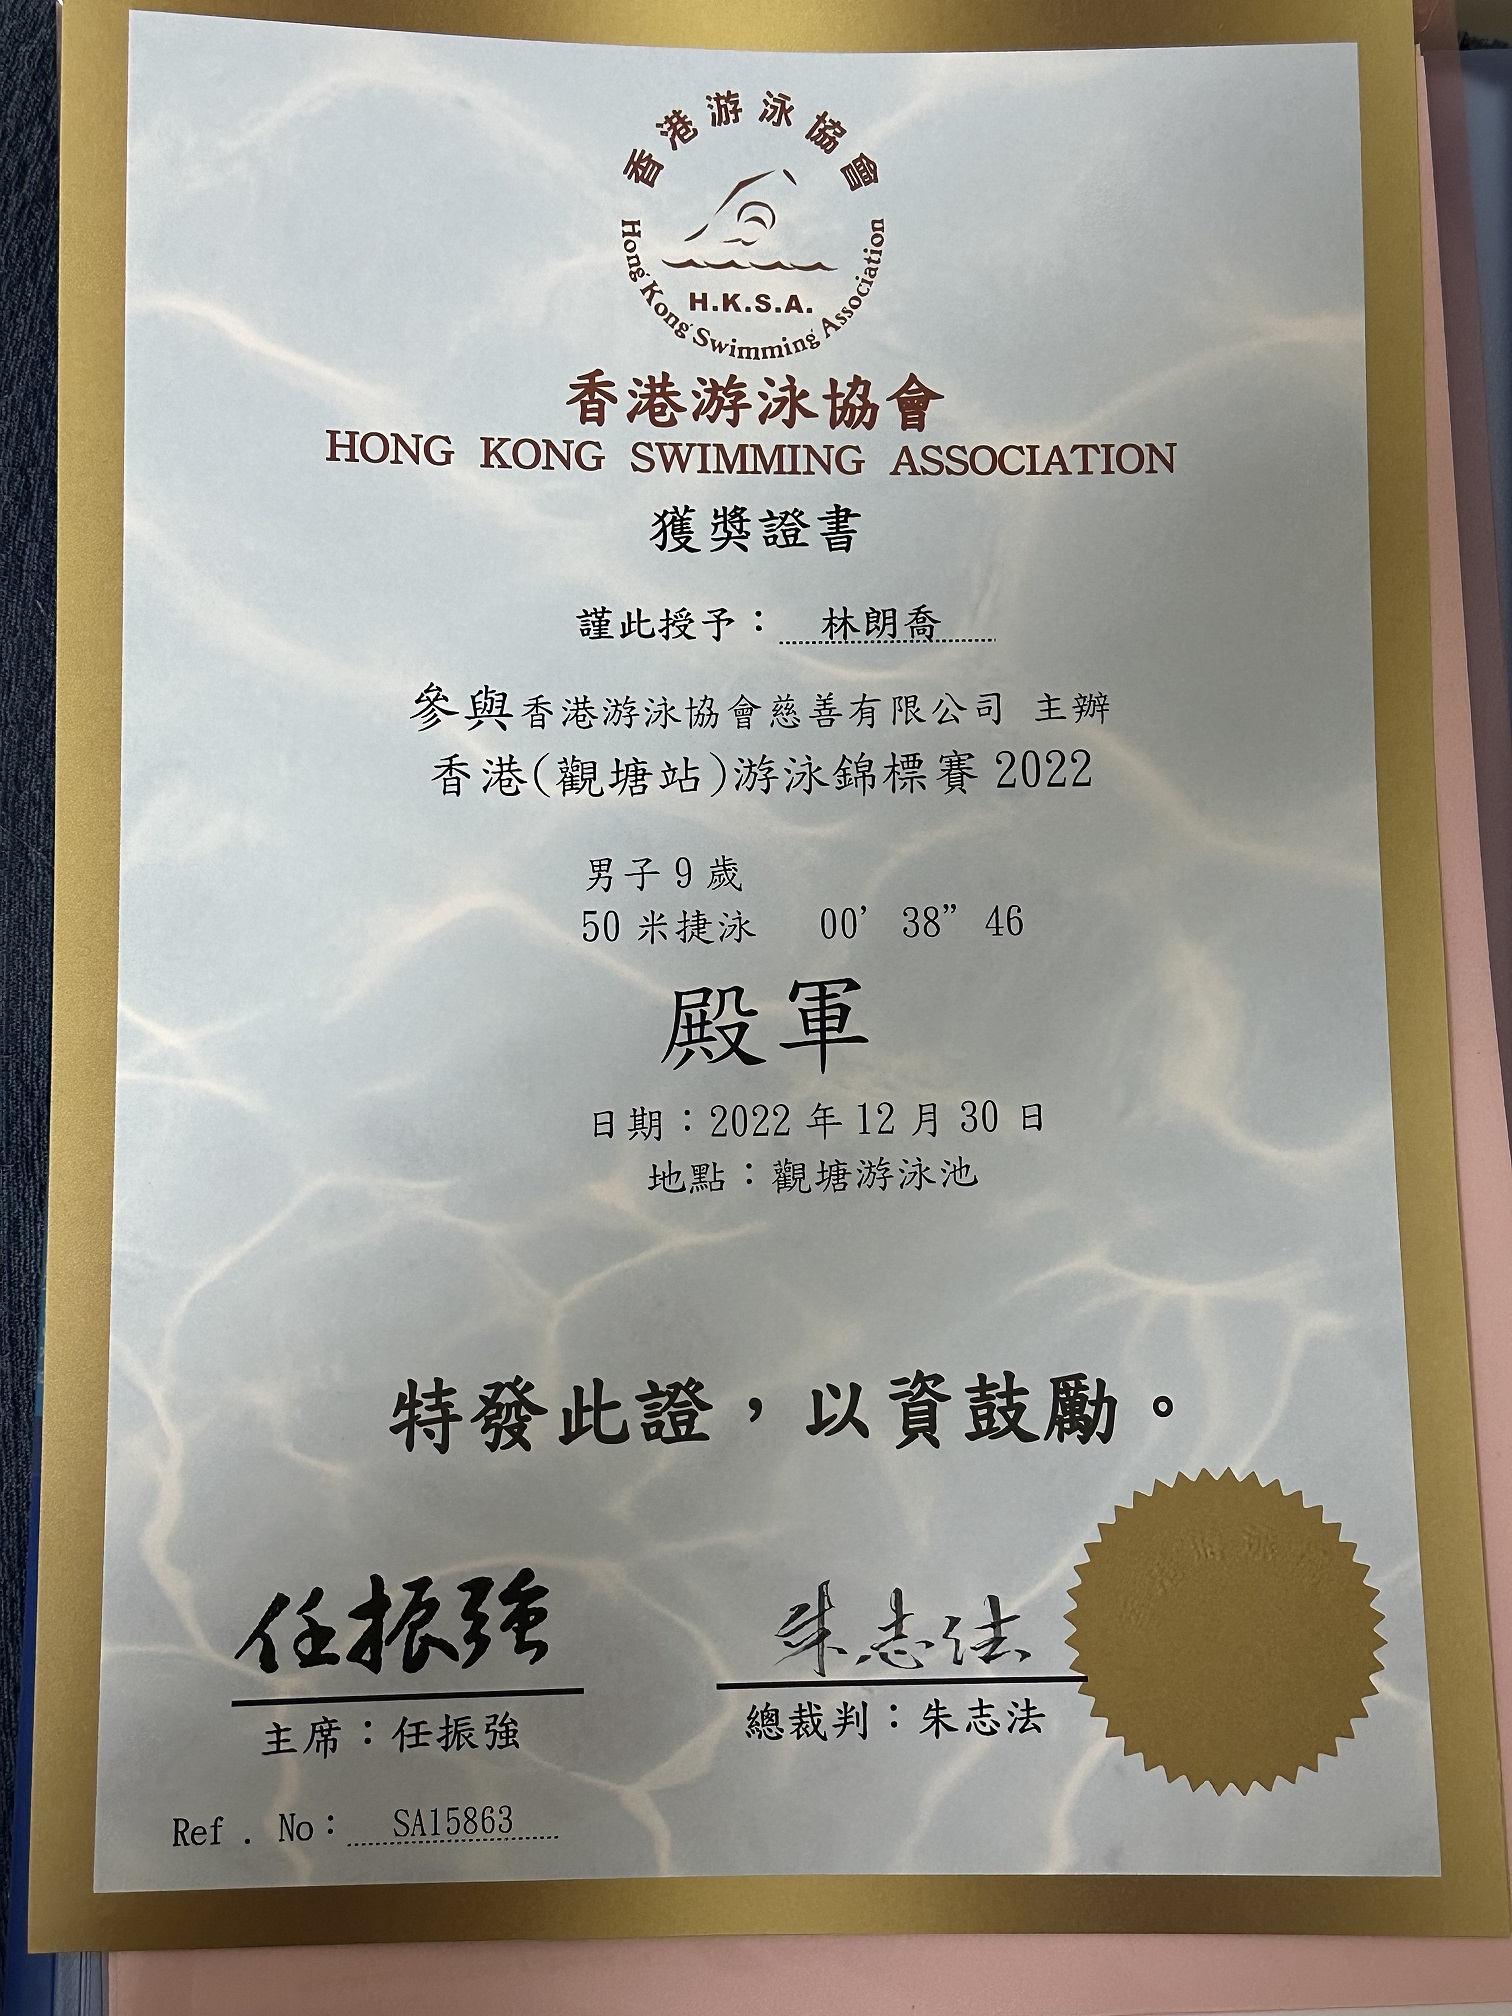 香港游泳協會
H.K.S.A.
Hong Kong Swimming Association
香港游泳協會
HONG KONG SWIMMING ASSOCIATION
獲獎證書
謹此授予：林朗喬
參與香港游泳協會慈善有限公司 主辦
香港(觀塘站)游泳錦標賽 2022
男子 9 歲
50 米捷泳 00’ 38” 46
殿軍
日期：2022 年 12 月 30 日
地點：觀塘游泳池
特發此證，以資鼓勵。
任振強 朱志法
主席：任振強 總裁判：朱志法
Ref . No： SA15863